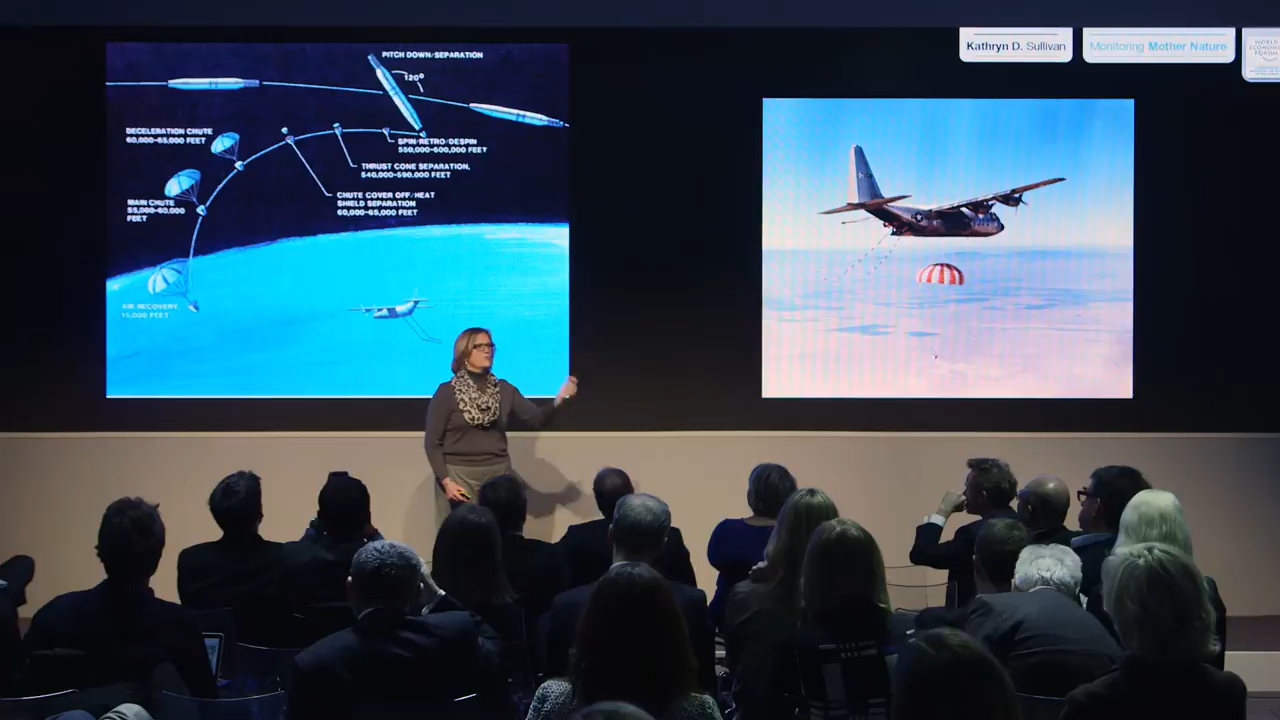 Kathryn D. Sullivan
Monitoring Mother Nature
WORLD
ECONOMIC
FORUM
PITCH DOWN/SEPARATION
120°
DECELERATION CHUTE
60,000-65,000 FEET
SPIN/RETRO/DESPIN
550,000-600,000 FEET
THRUST CONE SEPARATION,
540,000-590,000 FEET
CHUTE COVER OFF/HEAT
SHIELD SEPARATION
60,000-65,000 FEET
MAIN CHUTE
55,000-60,000
FEET
AIR RECOVERY,
15,000 FEET